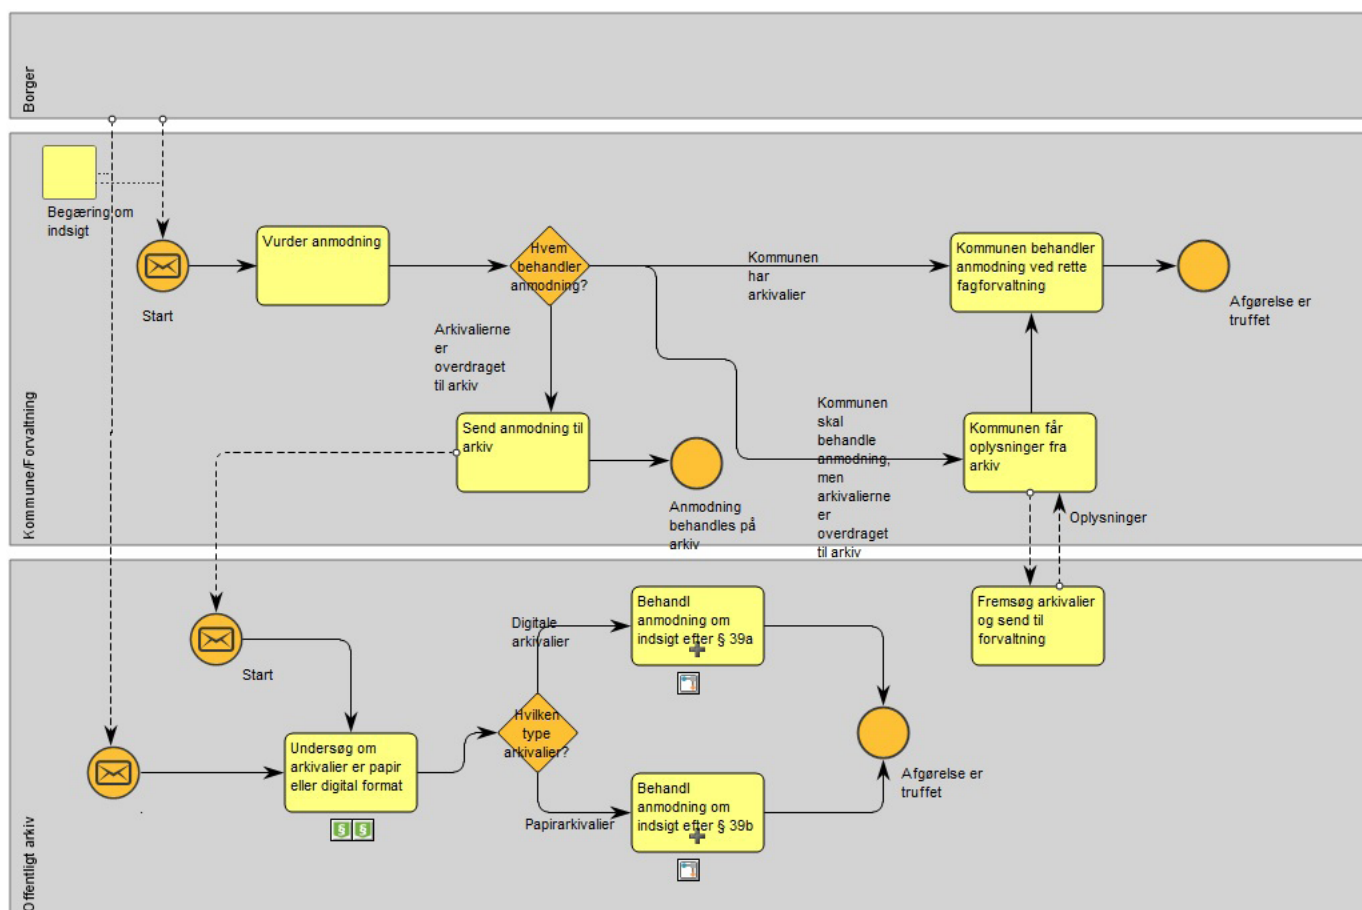 Borger
Kommune/Forvaltning
Begæring om
indsigt
Start
Vurder anmodning
Hvem
behandler
anmodning?
Kommunen
har
arkivalier
Kommunen behandler
anmodning ved rette
fagforvaltning
Afgørelse er
truffet
Arkivalierne
er
overdraget
til arkiv
Send anmodning til
arkiv
Anmodning
behandles på
arkiv
Kommunen
skal
behandle
anmodning,
men
arkivalierne
er
overdraget
til arkiv
Kommunen får
oplysninger fra
arkiv
Oplysninger
Offentligt arkiv
Start
Undersøg om
arkivalier er papir
eller digital format
§ §
Hvilken
type
arkivalier?
Digitale
arkivalier
Behandl
anmodning om
indsigt efter § 39a
Papirarkivalier
Behandl
anmodning om
indsigt efter § 39b
Afgørelse er
truffet
Fremsøg arkivalier
og send til
forvaltning